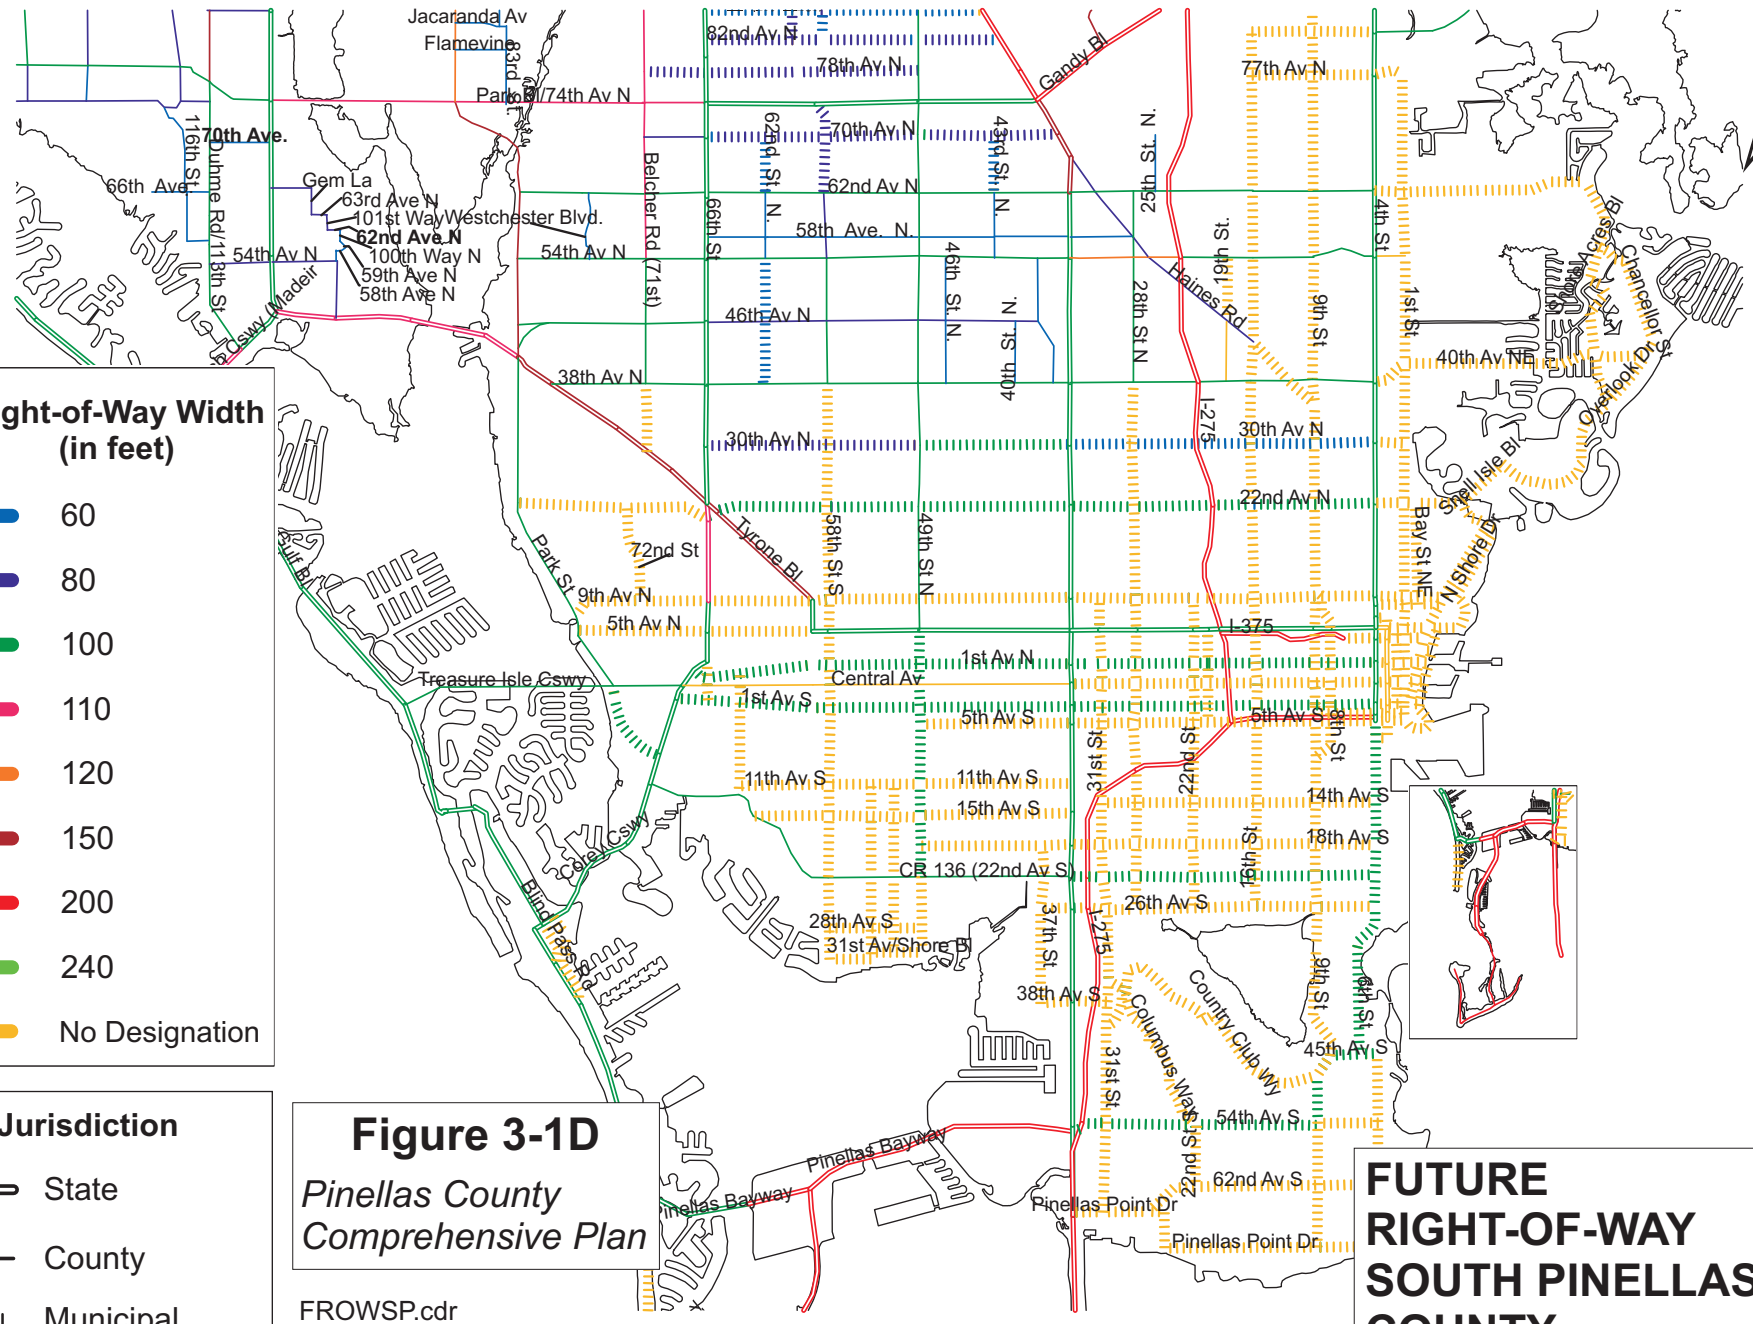 Jacaranda Av
Flamevine
83rd St.
82nd Av N
78th Av N
Gandy Bl
77th Av N
Park Bl/74th Av N
116th St.
70th Ave.
Duhme Rd/113th St
66th Ave.
Gem La
63rd Ave N
101st Way
Westchester Blvd.
62nd Ave N
100th Way N
59th Ave N
58th Ave N
54th Av N
54th Av N
Belcher Rd (71st)
66th St
62nd St. N.
70th Av N
43rd St. N.
62nd Av N
58th Ave. N.
25th St. N.
19th St.
4th St
46th St. N.
40th St. N.
28th St N
Haines Rd
9th St
1st St
Shore Acres Bl
Chancellor St
Overlook Dr
40th Av NE
Cswy (Madeir
46th Av N
38th Av N
I-275
30th Av N
30th Av N
Snell Isle Bl
22nd Av N
Bay St NE
N Shore Dr
Gulf Bl
Park St
72nd St
Tyrone Bl
58th St S
49th St N
9th Av N
5th Av N
I-375
1st Av N
Central Av
Treasure Isle Cswy
1st Av S
5th Av S
5th Av S
8th St
31st St
22nd St
11th Av S
11th Av S
15th Av S
14th Av S
18th Av S
16th St
Corey Cswy
CR 136 (22nd Av S)
26th Av S
28th Av S
31st Av/Shore Bl
37th St
I-275
Blind Pass Rd
38th Av S
Columbus Way S
Country Club Wy
9th St
6th St
45th Av S
31st St
54th Av S
22nd St S
62nd Av S
Pinellas Bayway
Pinellas Bayway
Pinellas Point Dr
Pinellas Point Dr
ght-of-Way Width
(in feet)
60
80
100
110
120
150
200
240
No Designation
Jurisdiction
State
County
Municipal
Figure 3-1D
Pinellas County
Comprehensive Plan
FROWSP.cdr
FUTURE
RIGHT-OF-WAY
SOUTH PINELLAS
COUNTY